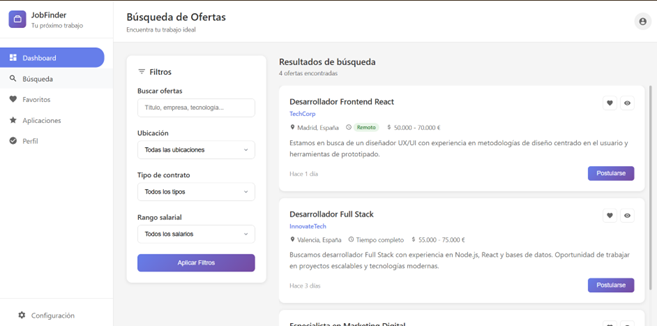 JobFinder
Tu próximo trabajo
Dashboard
Búsqueda
Favoritos
Aplicaciones
Perfil
Configuración
Búsqueda de Ofertas
Encuentra tu trabajo ideal
Filtros
Buscar ofertas
Título, empresa, tecnología...
Ubicación
Todas las ubicaciones
Tipo de contrato
Todos los tipos
Rango salarial
Todos los salarios
Aplicar Filtros
Resultados de búsqueda
4 ofertas encontradas
Desarrollador Frontend React
TechCorp
Madrid, España Remoto $ 50,000 - 70,000 €
Estamos en busca de un diseñador UX/UI con experiencia en metodologías de diseño centrado en el usuario y
herramientas de prototipado.
Hace 1 día
Postularse
Desarrollador Full Stack
InnovateTech
Valencia, España Tiempo completo $ 55,000 - 75,000 €
Buscamos desarrollador Full Stack con experiencia en Node.js, React y bases de datos. Oportunidad de trabajar
en proyectos escalables y tecnologías modernas.
Hace 3 días
Postularse
Especialista en Marketing Digital